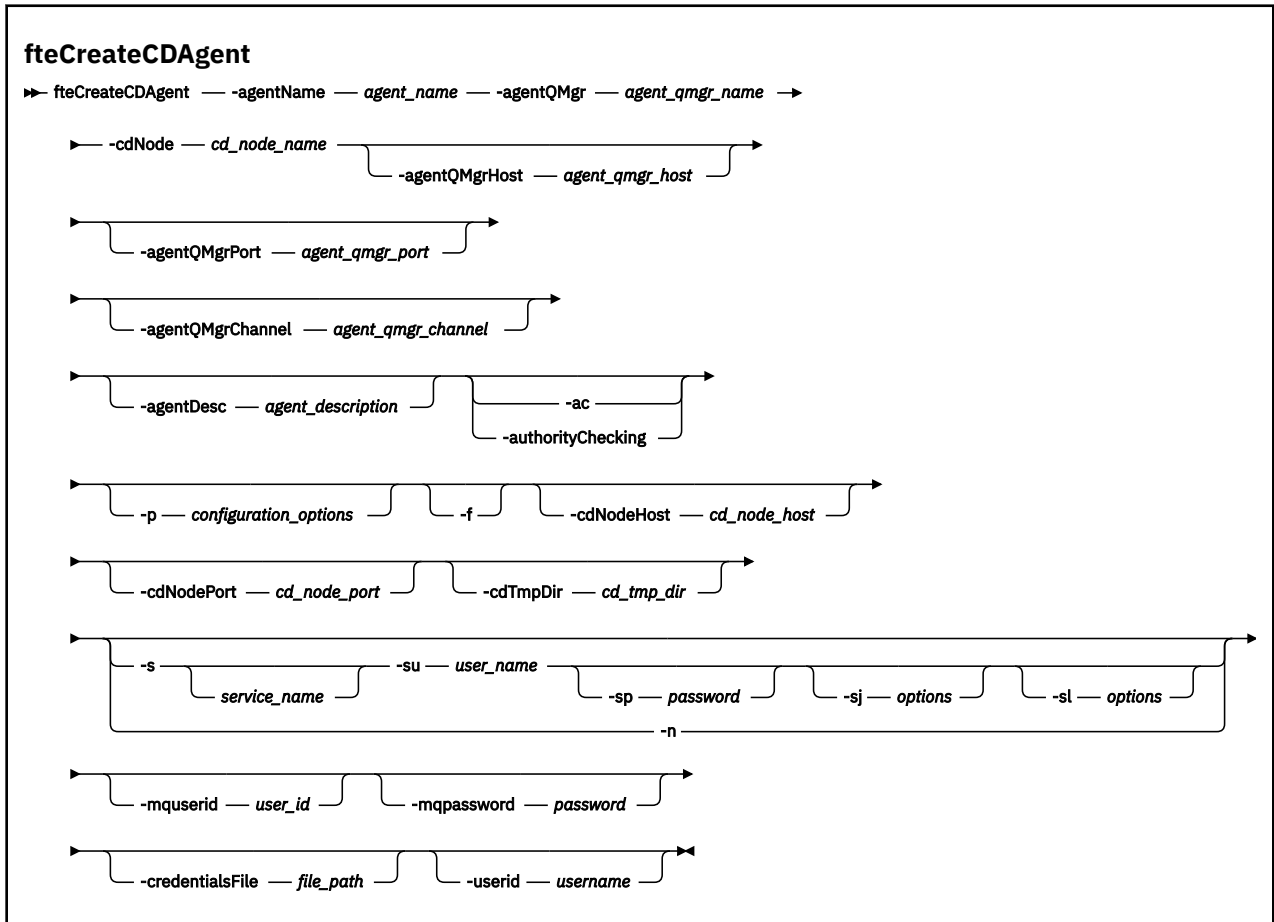 fteCreateCDAgent
fteCreateCDAgent -agentName agent_name -agentQMgr agent_qmgr_name
-cdNode cd_node_name
-agentQMgrHost agent_qmgr_host
-agentQMgrPort agent_qmgr_port
-agentQMgrChannel agent_qmgr_channel
-agentDesc agent_description -ac
-authorityChecking
-p configuration_options -f -cdNodeHost cd_node_host
-cdNodePort cd_node_port -cdTmpDir cd_tmp_dir
-s -su user_name
service_name -sp password -sj options -sl options
-n
-mquserid user_id -mqpassword password
-credentialsFile file_path -userid username